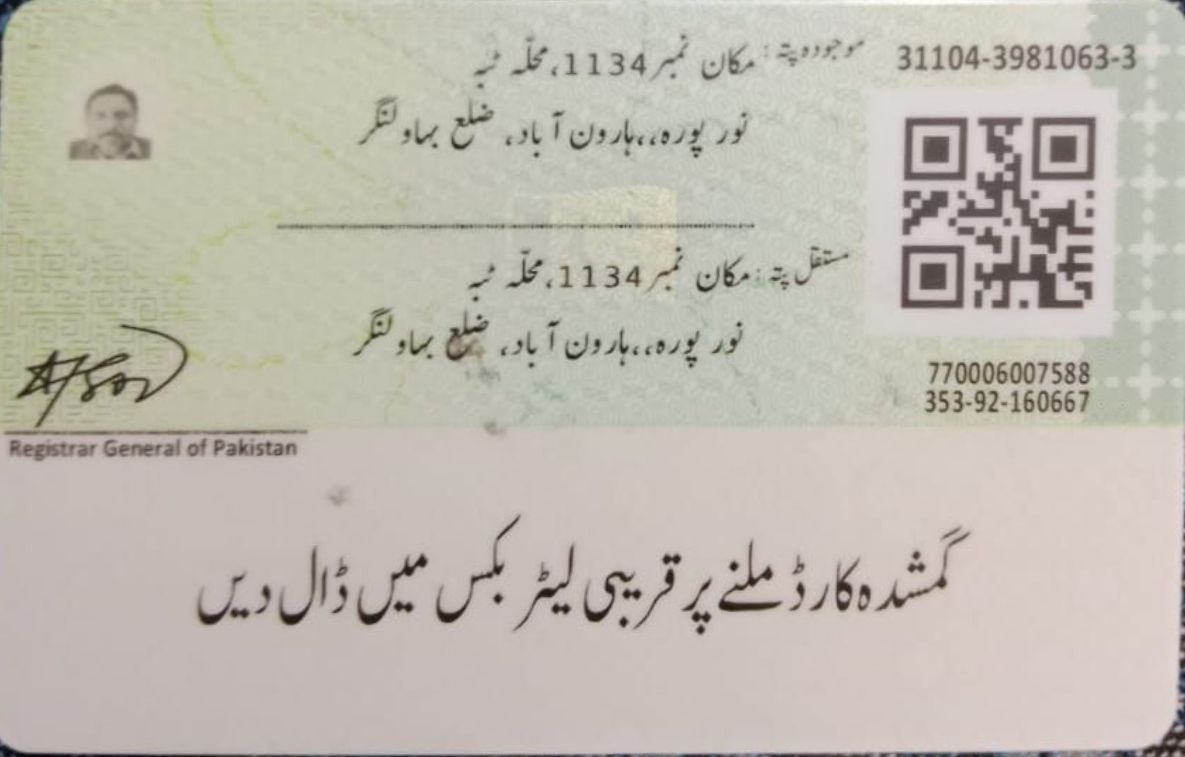 31104-3981063-3
موجودہ پتہ: مکان نمبر 1134، محلّہ ٹبہ
نور پورہ،،ہارون آباد، ضلع بہاولنگر
مستقل پتہ: مکان نمبر 1134، محلّہ ٹبہ
نور پورہ،،ہارون آباد، ضلع بہاولنگر
770006007588
353-92-160667
Registrar General of Pakistan
گمشدہ کارڈ ملنے پر قریبی لیٹر بکس میں ڈال دیں